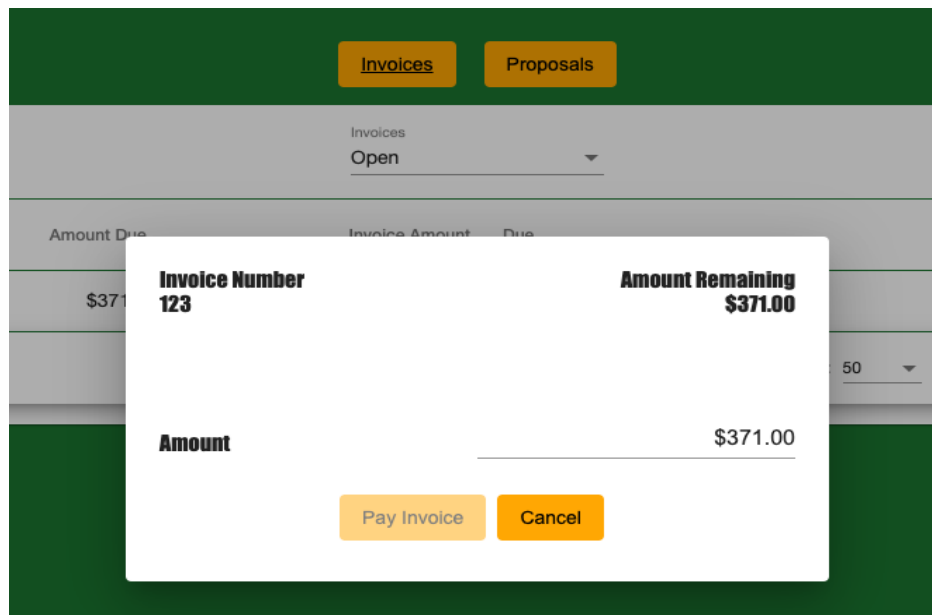 Invoices Proposals
Invoices
Open
Amount Due Invoice Amount Due
Invoice Number Amount Remaining
$371 123 $371.00
50
Amount $371.00
Pay Invoice Cancel